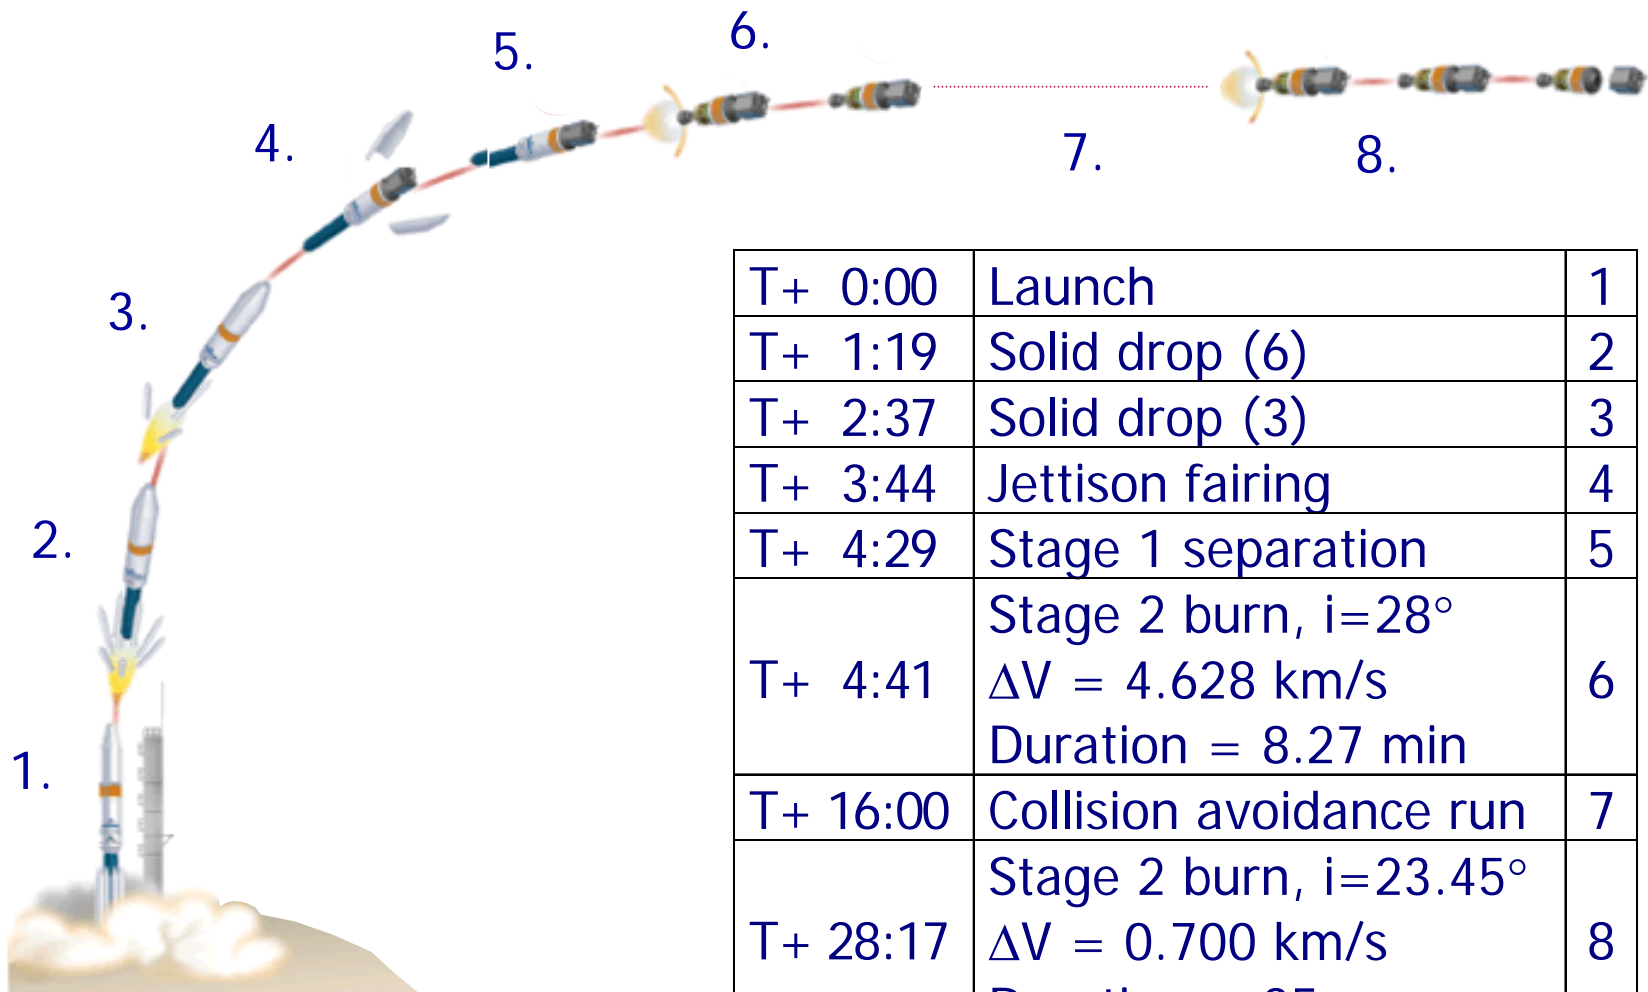 5.
6.
4.
7.
8.
3.
2.
1.
T+ 0:00 Launch 1
T+ 1:19 Solid drop (6) 2
T+ 2:37 Solid drop (3) 3
T+ 3:44 Jettison fairing 4
T+ 4:29 Stage 1 separation 5
Stage 2 burn, i=28°
T+ 4:41 ΔV = 4.628 km/s 6
Duration = 8.27 min
T+ 16:00 Collision avoidance run 7
Stage 2 burn, i=23.45°
T+ 28:17 ΔV = 0.700 km/s 8